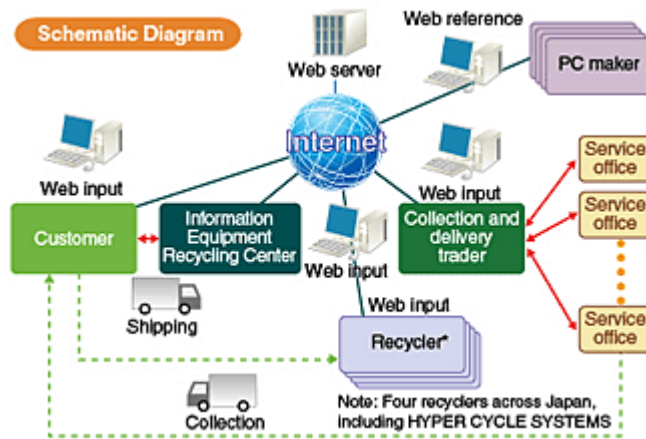 Schematic Diagram
Web reference
Web server
PC maker
Internet
Web input
Web input
Service
office
Service
office
Customer
Information
Equipment
Recycling Center
Web input
Collection and
delivery
trader
Service
office
Shipping
Web input
Recycler*
Collection
Note: Four recyclers across Japan,
including HYPER CYCLE SYSTEMS